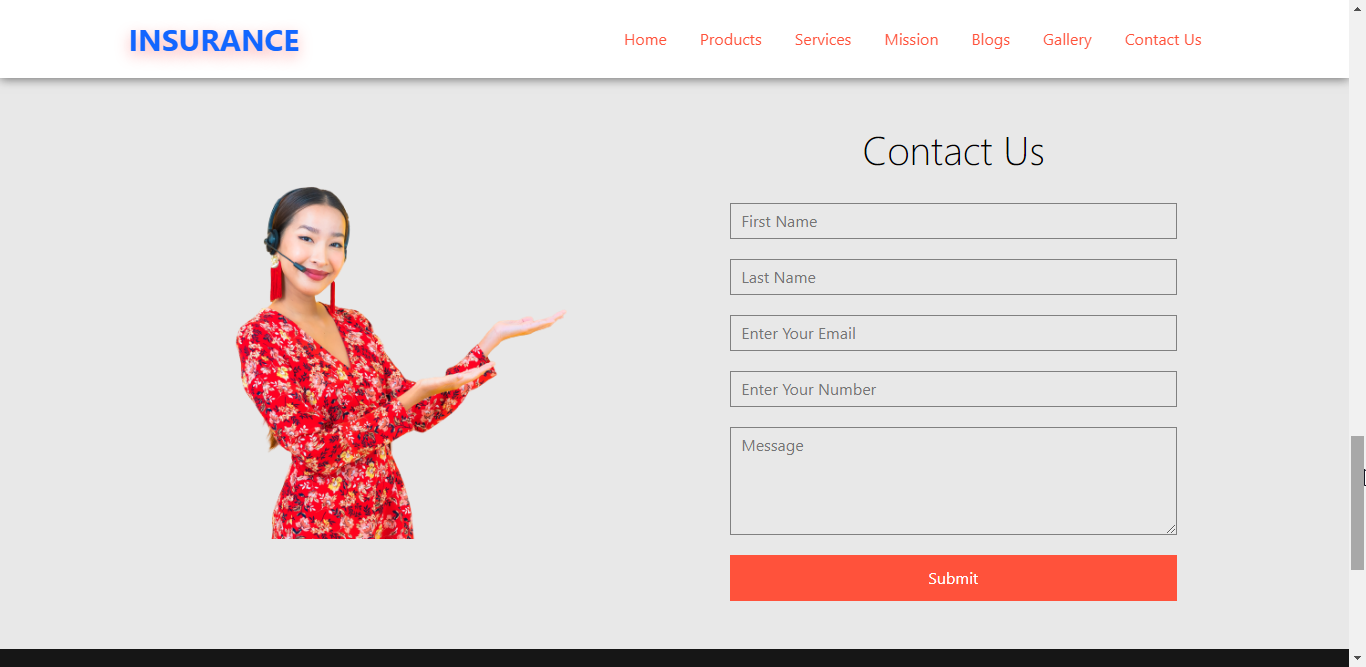 INSURANCE
Home Products Services Mission Blogs Gallery Contact Us
Contact Us
First Name
Last Name
Enter Your Email
Enter Your Number
Message
Submit